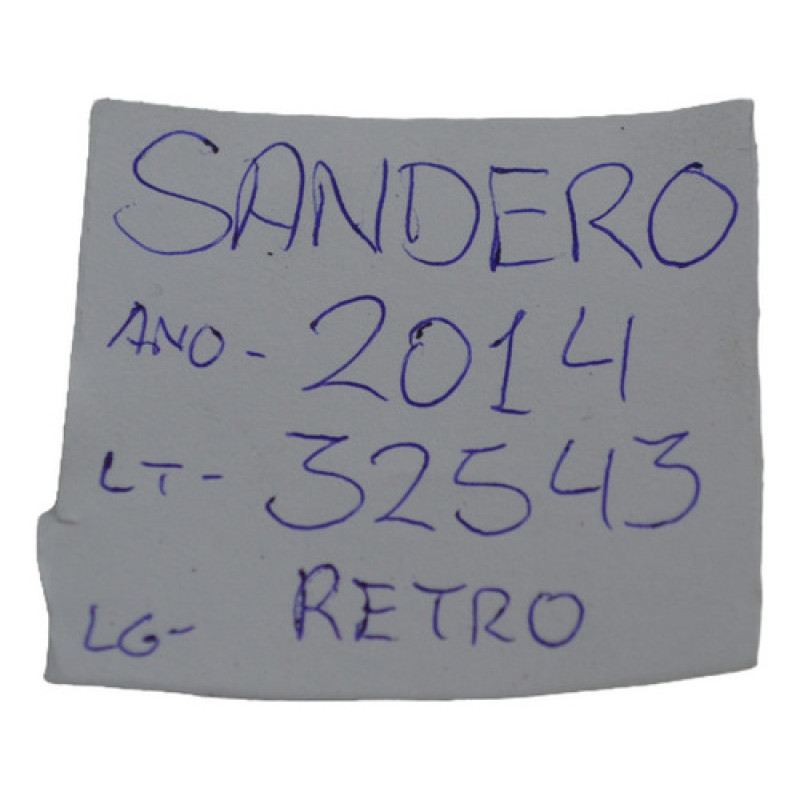 SANDERO
ANO- 2014
LT- 32543
LG- RETRO